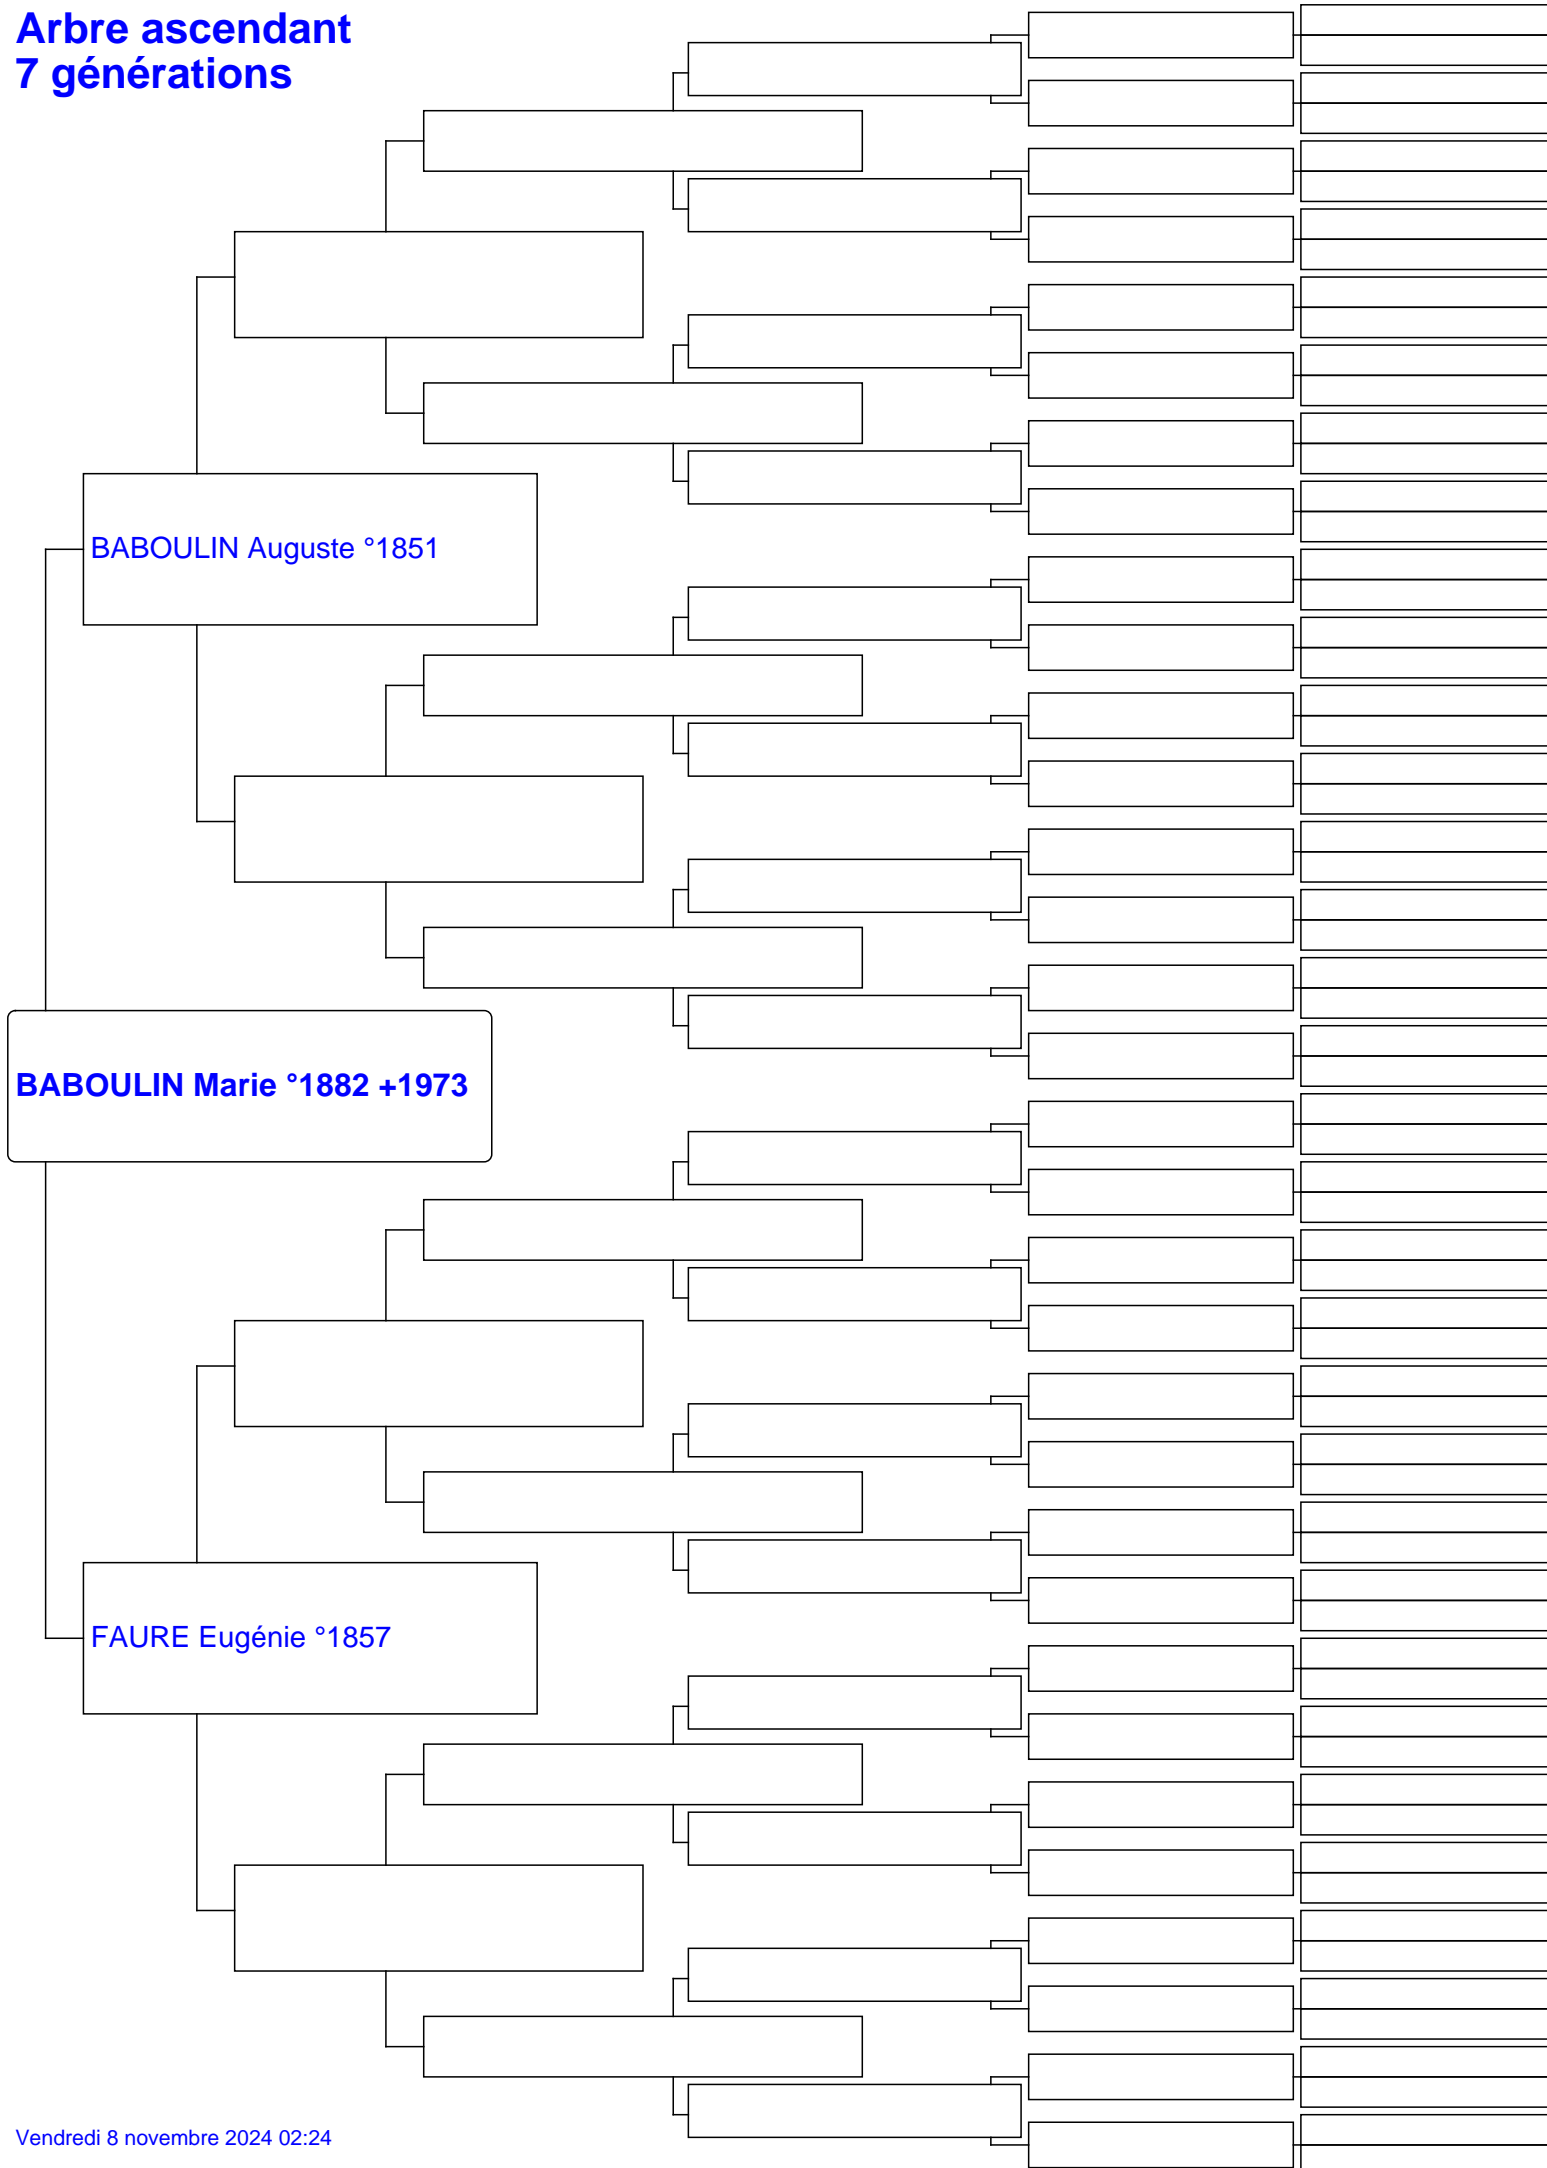 Arbre ascendant
7 générations
BABOULIN Auguste °1851
BABOULIN Marie °1882 +1973
FAURE Eugénie °1857
Vendredi 8 novembre 2024 02:24